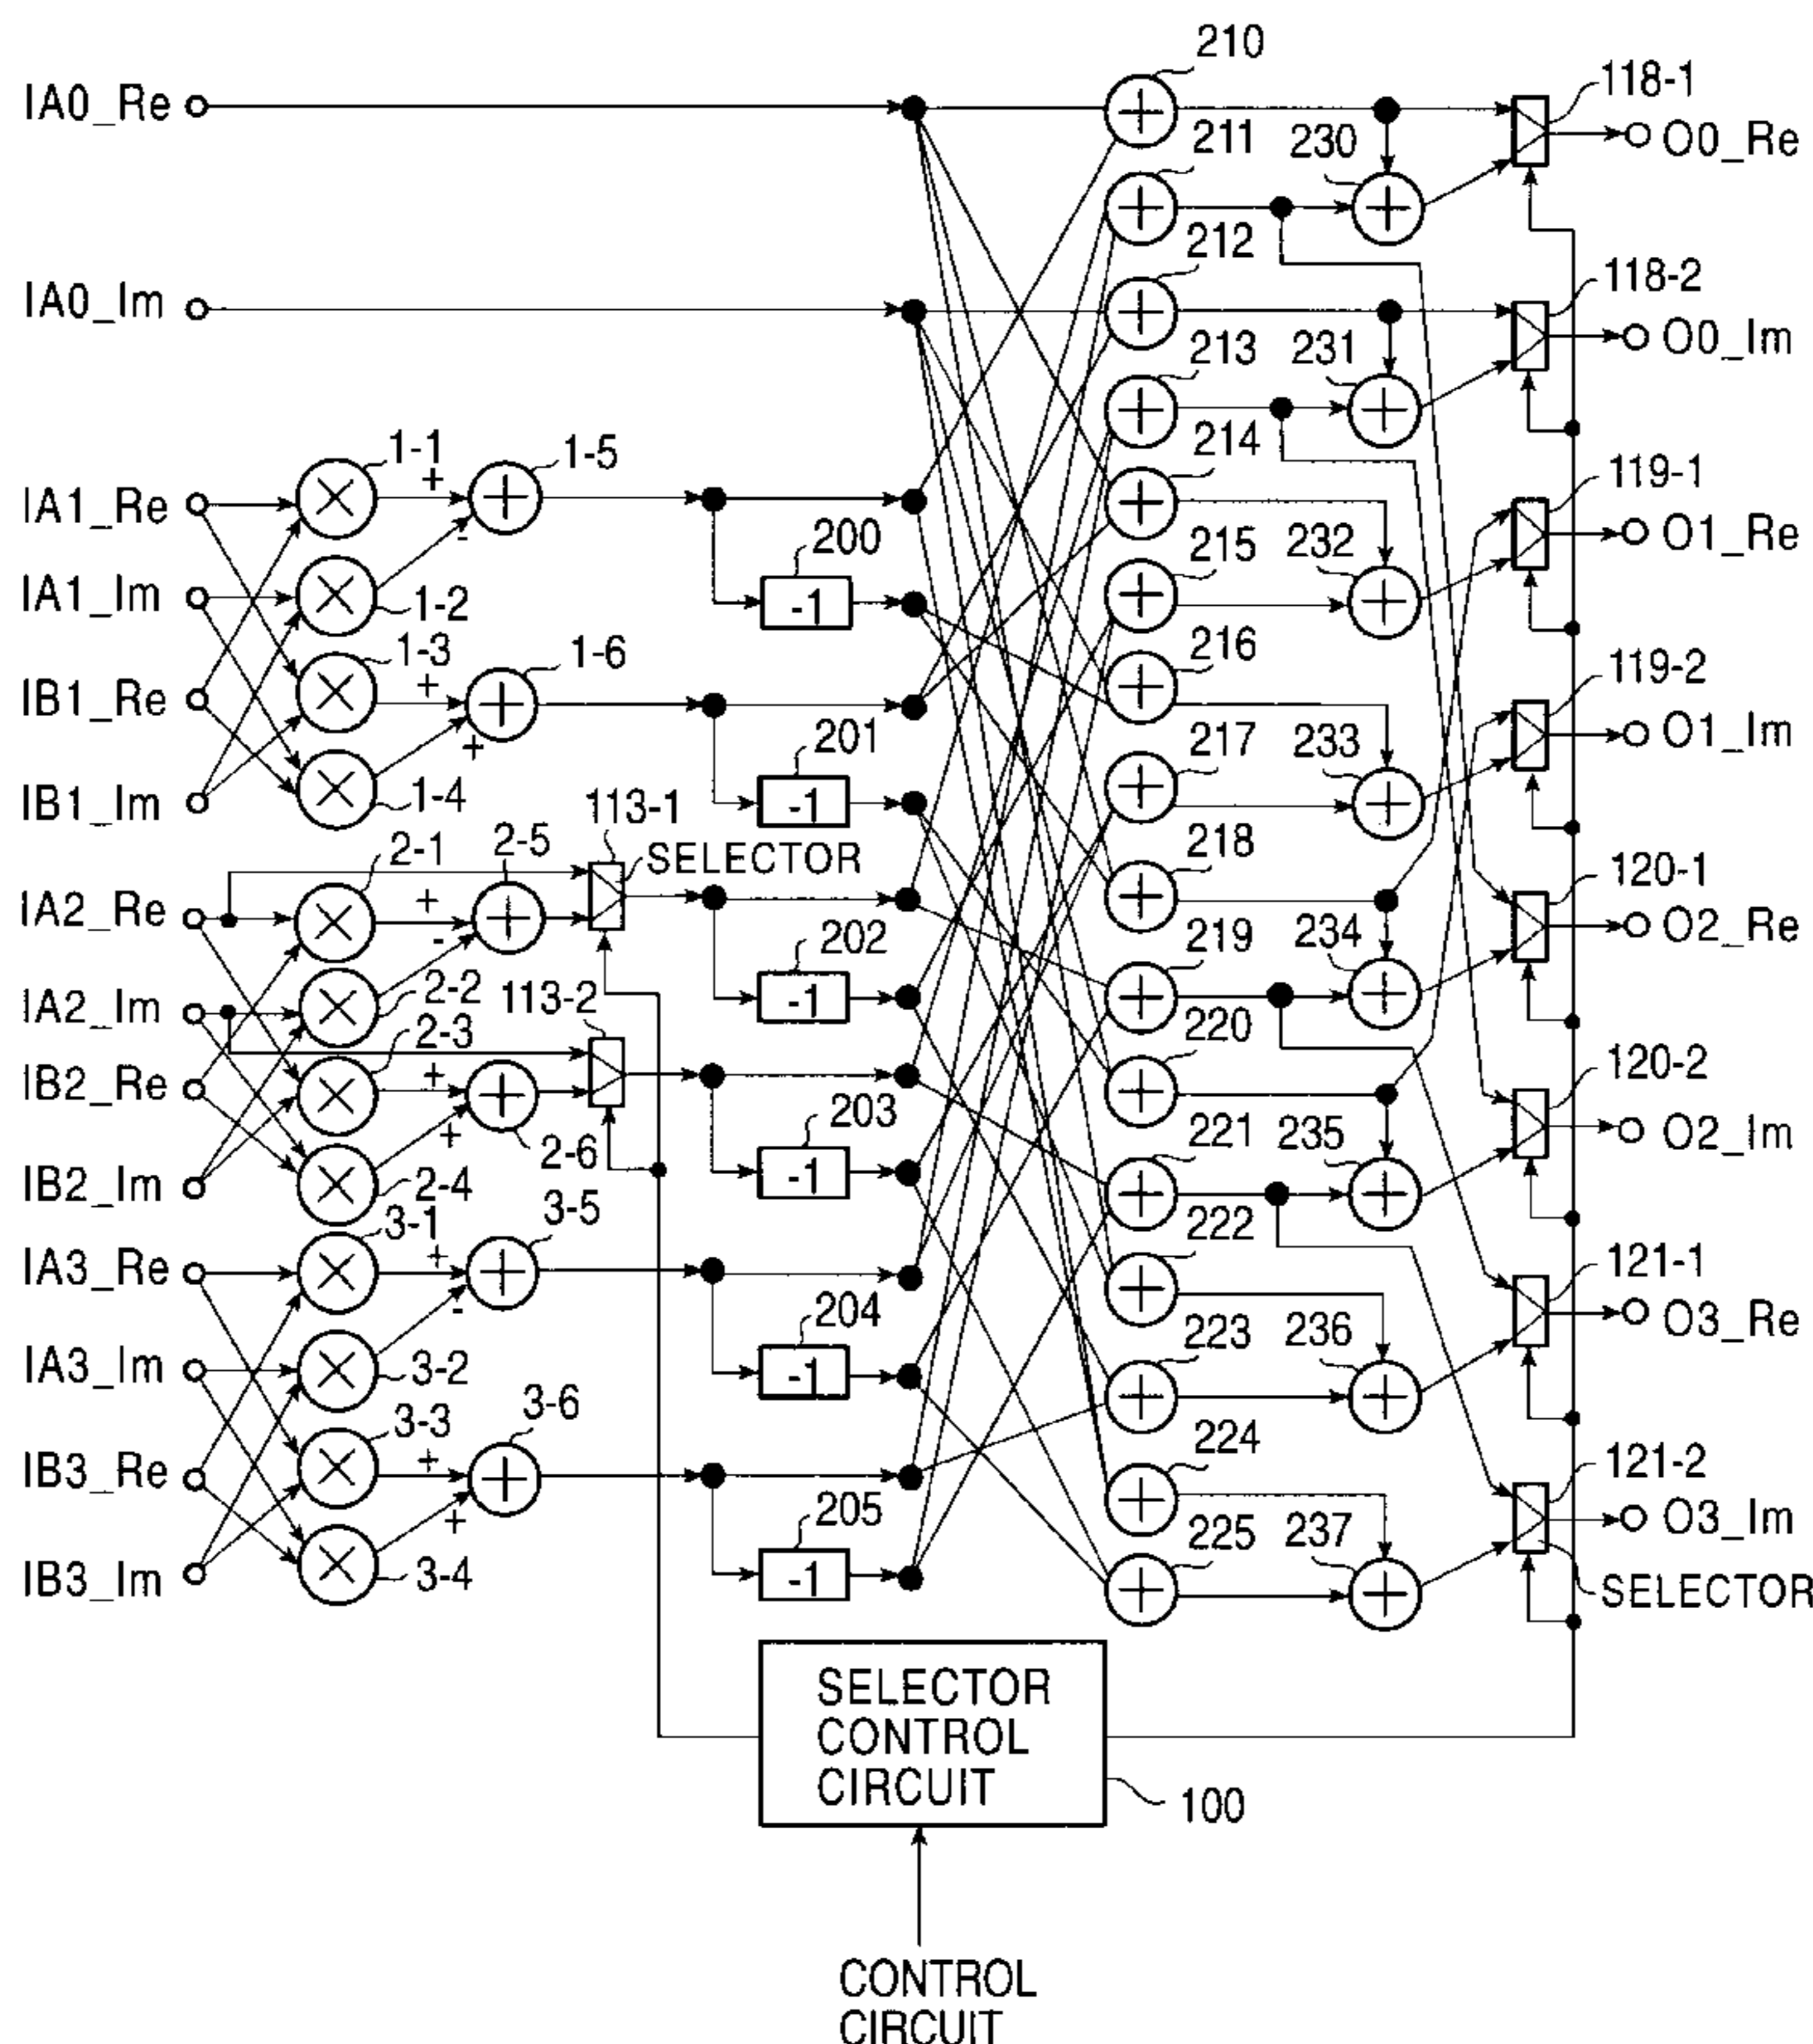 210
118-1
IA0_Re
211
230
O0_Re
212
118-2
IA0_Im
213
231
O0_Im
214
119-1
1-1
+
1-5
IA1_Re
-
200
215
232
O1_Re
-1
IA1_Im
1-2
1-3
+
1-6
216
119-2
IB1_Re
+
201
217
233
O1_Im
-1
IB1_Im
1-4
113-1
2-1
2-5
SELECTOR
218
120-1
IA2_Re
+
-
202
219
234
O2_Re
-1
IA2_Im
2-2
113-2
2-3
220
120-2
IB2_Re
+
203
221
235
O2_Im
+
2-6
-1
IB2_Im
2-4
3-1
+
3-5
222
121-1
IA3_Re
-
204
223
236
O3_Re
-1
IA3_Im
3-2
3-3
+
3-6
224
121-2
IB3_Re
+
205
225
237
O3_Im
-1
IB3_Im
3-4
SELECTOR
SELECTOR
CONTROL
CIRCUIT
100
CONTROL
CIRCUIT